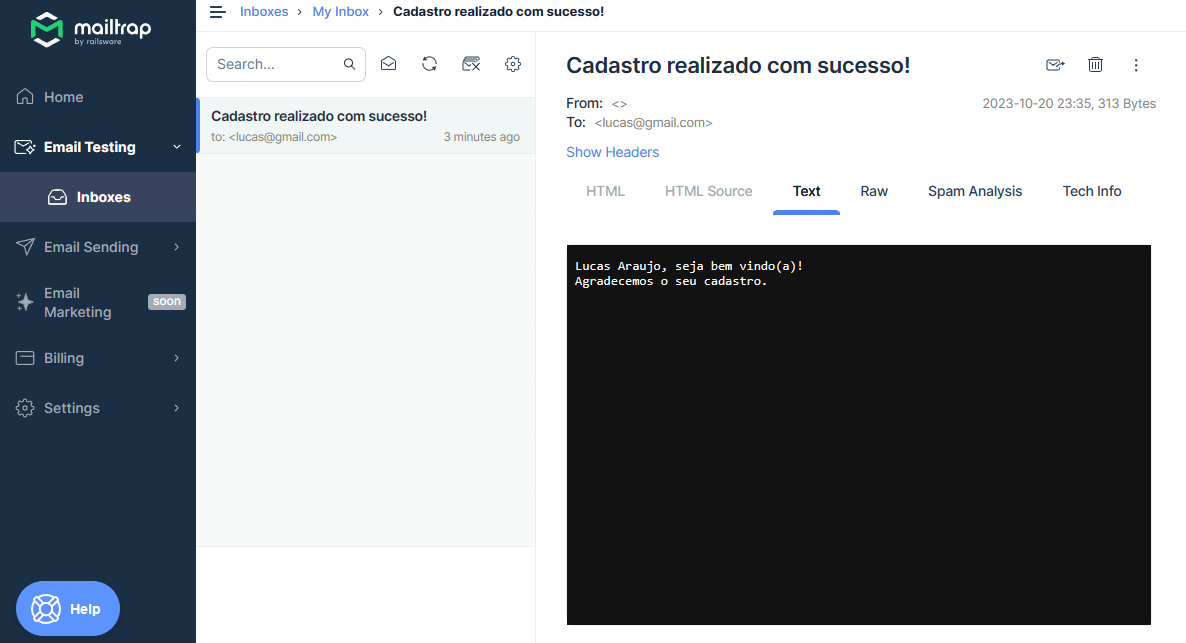 mailtrap
by railsware
Home
Email Testing
Inboxes
Email Sending
Email
Marketing
soon
Billing
Settings
Help
Inboxes › My Inbox › Cadastro realizado com sucesso!
Search...
Cadastro realizado com sucesso!
to: <lucas@gmail.com> 3 minutes ago
Cadastro realizado com sucesso!
From: <> 2023-10-20 23:35, 313 Bytes
To: <lucas@gmail.com>
Show Headers
HTML HTML Source Text Raw Spam Analysis Tech Info
Lucas Araujo, seja bem vindo(a)!
Agradecemos o seu cadastro.